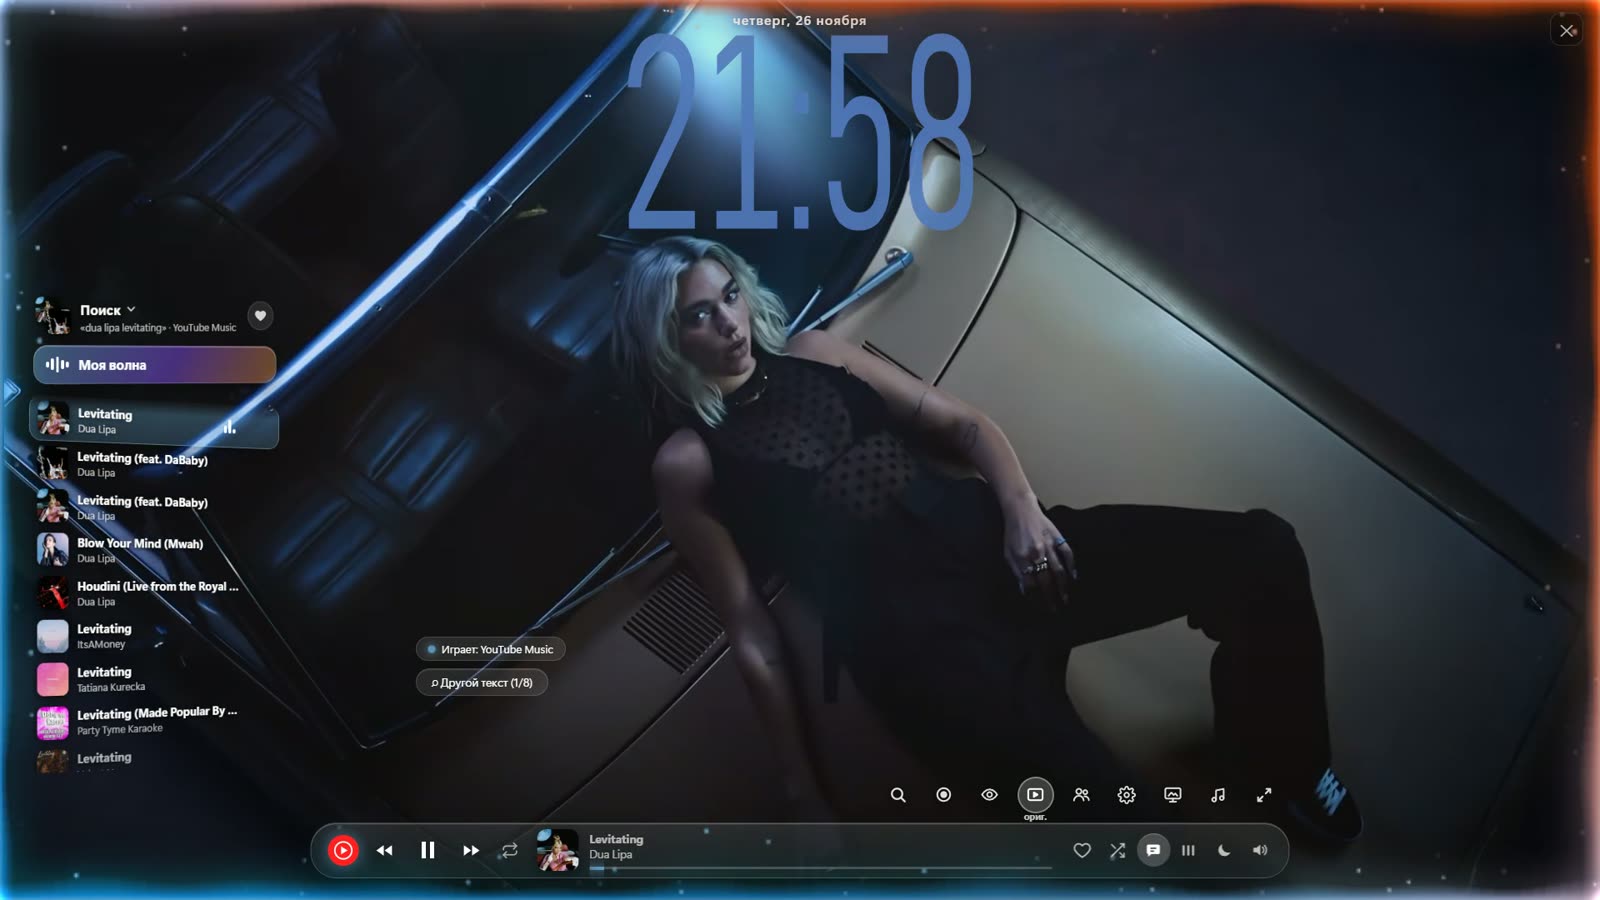 четверг, 26 ноября
21:58
Поиск
«dua lipa levitating» · YouTube Music
Моя волна
Levitating
Dua Lipa
Levitating (feat. DaBaby)
Dua Lipa
Levitating (feat. DaBaby)
Dua Lipa
Blow Your Mind (Mwah)
Dua Lipa
Houdini (Live from the Royal ...
Dua Lipa
Levitating
ItsAMoney
Levitating
Tatiana Kurecka
Levitating (Made Popular By ...
Party Tyme Karaoke
Levitating
Играет: YouTube Music
Другой текст (1/8)
ориг.
Levitating
Dua Lipa